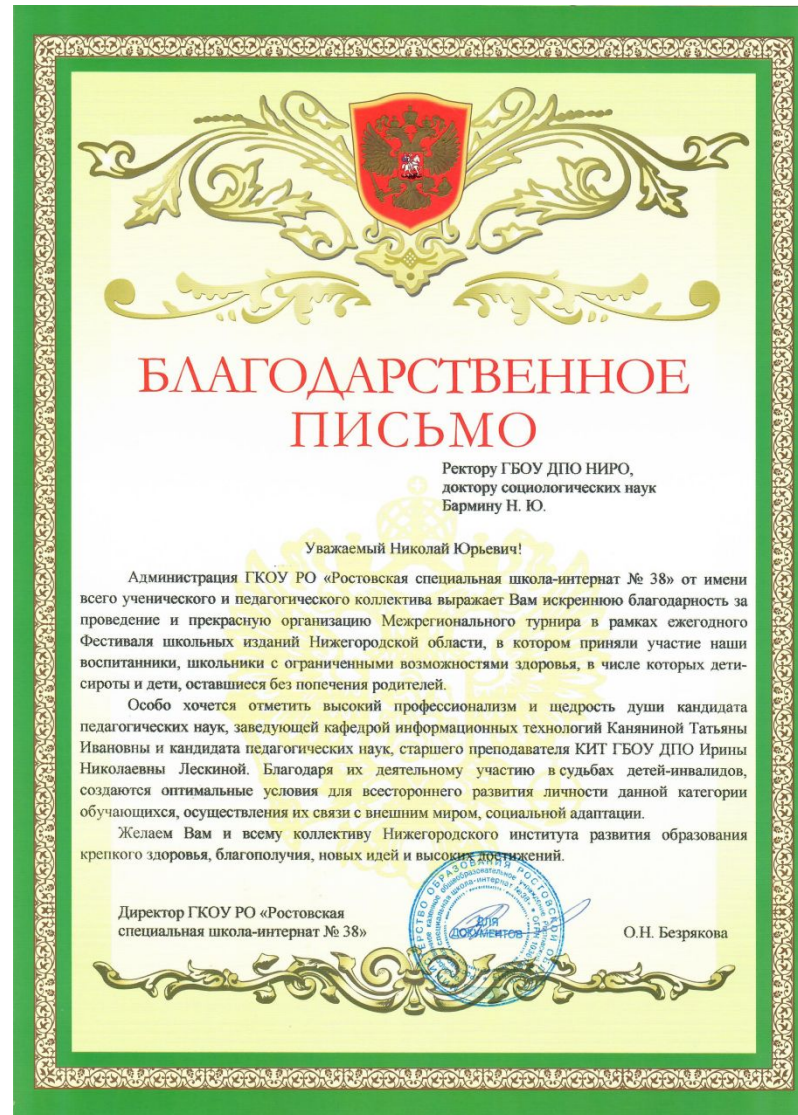 БЛАГОДАРСТВЕННОЕ
ПИСЬМО
Ректору ГБОУ ДПО НИРО,
доктору социологических наук
Бармину Н. Ю.
Уважаемый Николай Юрьевич!
Администрация ГКОУ РО «Ростовская специальная школа-интернат № 38» от имени
всего ученического и педагогического коллектива выражает Вам искреннюю благодарность за
проведение и прекрасную организацию Межрегионального турнира в рамках ежегодного
Фестиваля школьных изданий Нижегородской области, в котором приняли участие наши
воспитанники, школьники с ограниченными возможностями здоровья, в числе которых дети-
сироты и дети, оставшиеся без попечения родителей.
Особо хочется отметить высокий профессионализм и щедрость души кандидата
педагогических наук, заведующей кафедрой информационных технологий Каняниной Татьяны
Ивановны и кандидата педагогических наук, старшего преподавателя КИТ ГБОУ ДПО Ирины
Николаевны Лескиной. Благодаря их деятельному участию в судьбах детей-инвалидов,
создаются оптимальные условия для всестороннего развития личности данной категории
обучающихся, осуществления их связи с внешним миром, социальной адаптации.
Желаем Вам и всему коллективу Нижегородского института развития образования
крепкого здоровья, благополучия, новых идей и высоких достижений.
Директор ГКОУ РО «Ростовская
специальная школа-интернат № 38»
О.Н. Безрякова
ДЛЯ
ДОКУМЕНТОВ